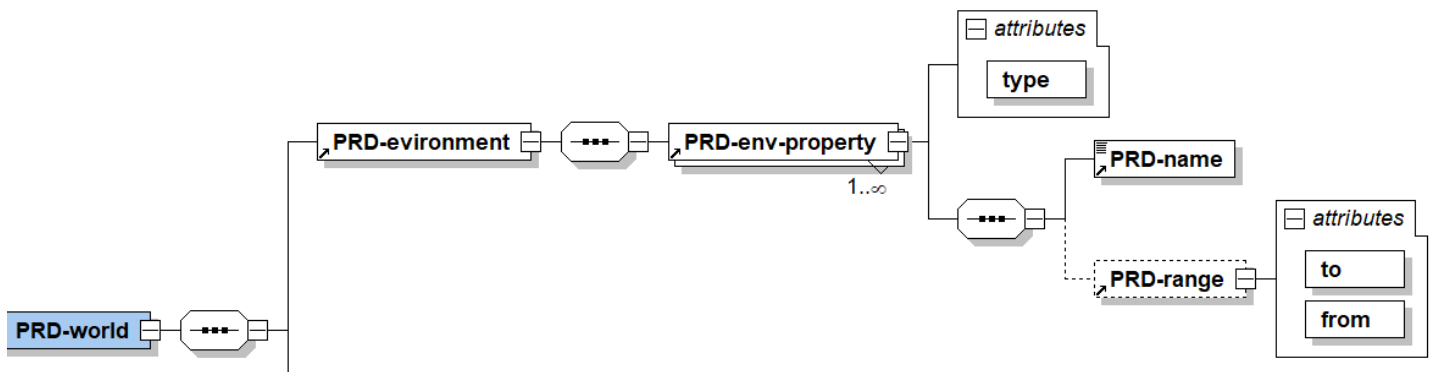 attributes
type
PRD-evironment
PRD-env-property
1..∞
PRD-name
attributes
PRD-range
to
from
PRD-world